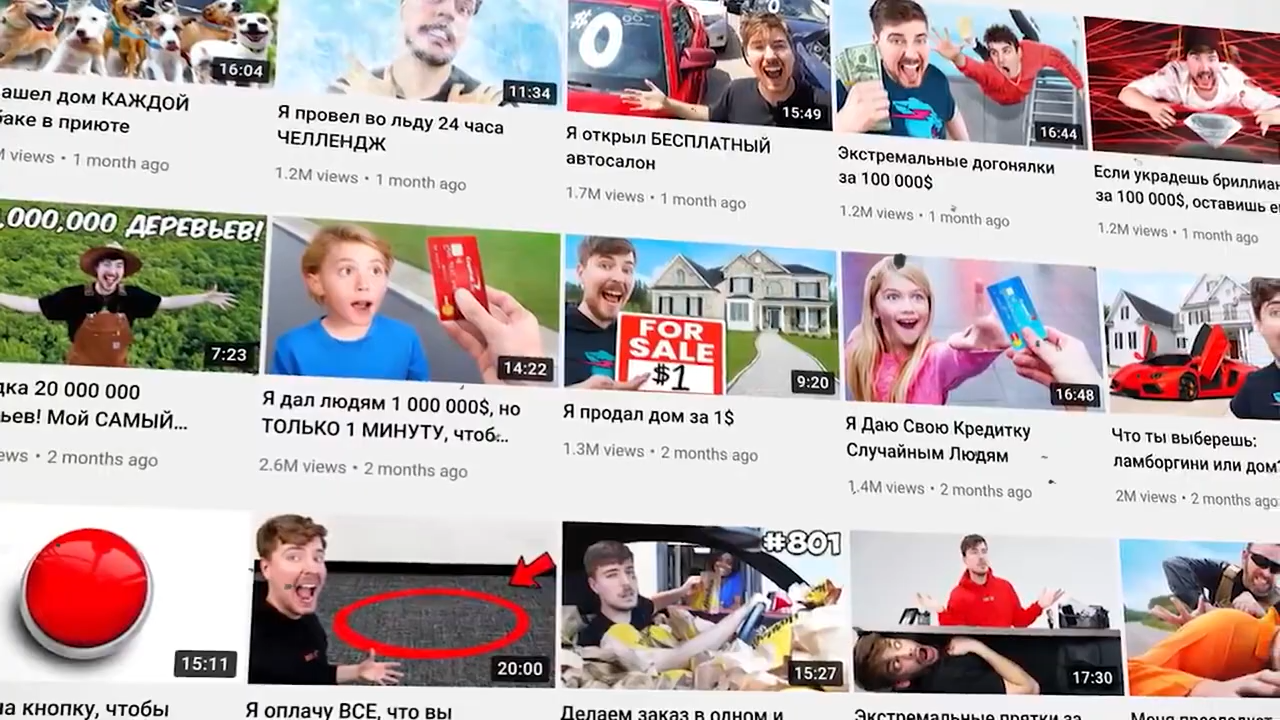 16:04
11:34
15:49
16:44
ашел дом КАЖДОЙ
баке в приюте
M views • 1 month ago
Я провел во льду 24 часа
ЧЕЛЛЕНДЖ
1.2M views • 1 month ago
Я открыл БЕСПЛАТНЫЙ
автосалон
1.7M views • 1 month ago
Экстремальные догонялки
за 100 000$
1.2M views • 1 month ago
Если украдешь бриллиан
за 100 000$, оставишь е
1.2M views • 1 month ago
,000,000 ДЕРЕВЬЕВ!
7:23
14:22
FOR
SALE
$1
9:20
16:48
дка 20 000 000
ьев! Мой САМЫЙ...
ews • 2 months ago
Я дал людям 1 000 000$, но
ТОЛЬКО 1 МИНУТУ, чтоб...
2.6M views • 2 months ago
Я продал дом за 1$
1.3M views • 2 months ago
Я Даю Свою Кредитку
Случайным Людям
1.4M views • 2 months ago
Что ты выберешь:
ламборгини или дом?
2M views • 2 months ago
15:11
20:00
#801
15:27
17:30
на кнопку, чтобы
Я оплачу ВСЕ, что вы
Делаем заказ в одном и
Экстремальные прятки за